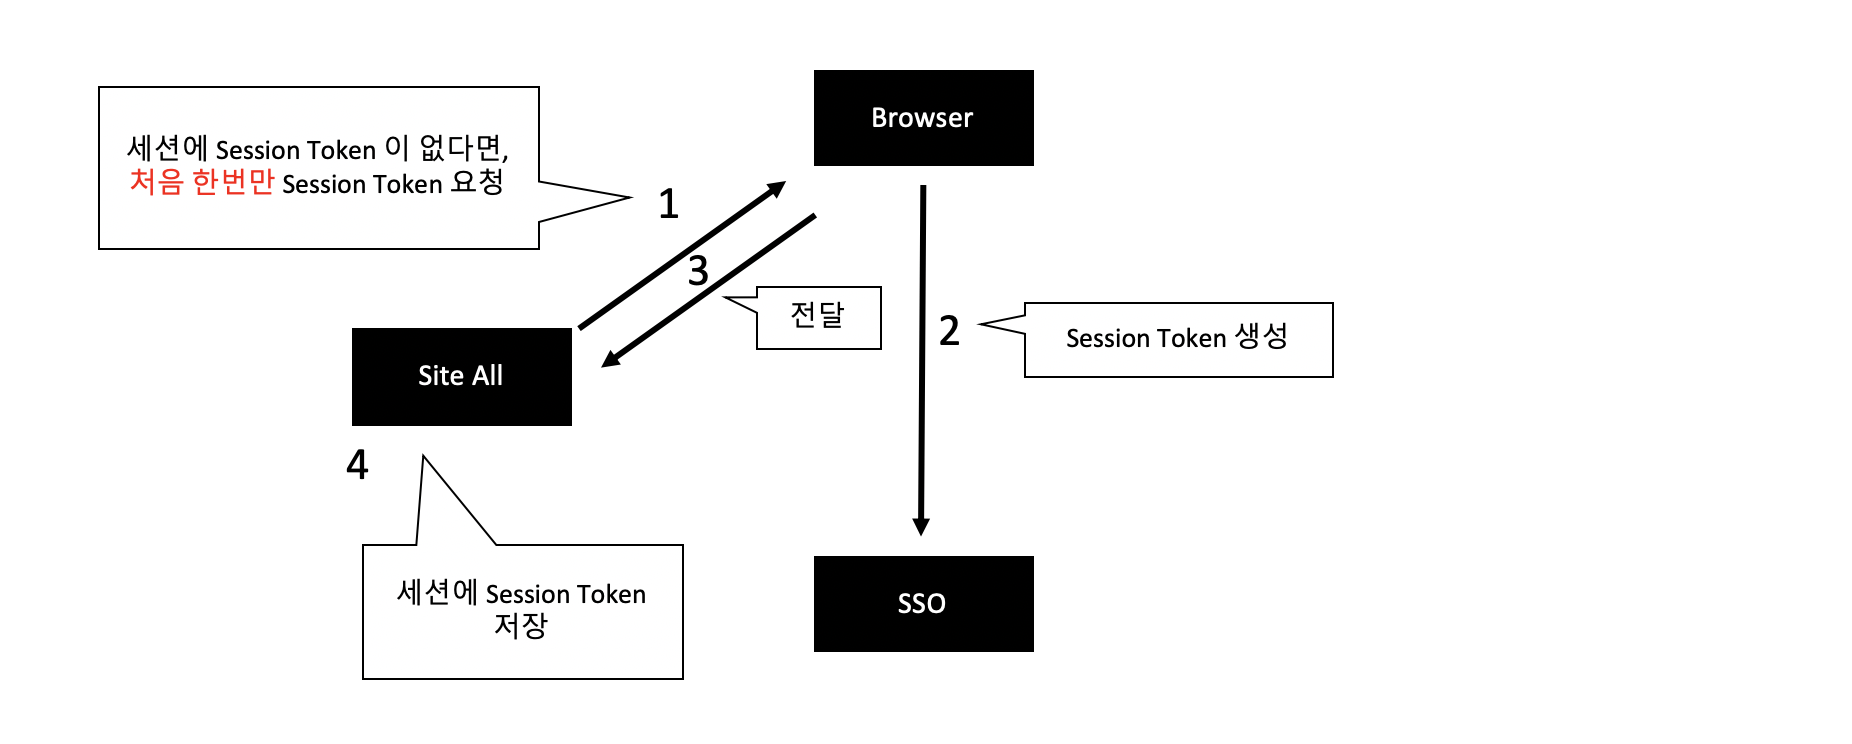 Browser
세션에 Session Token 이 없다면,
처음 한번만 Session Token 요청
1
3
전달
2
Session Token 생성
Site All
4
세션에 Session Token
저장
SSO